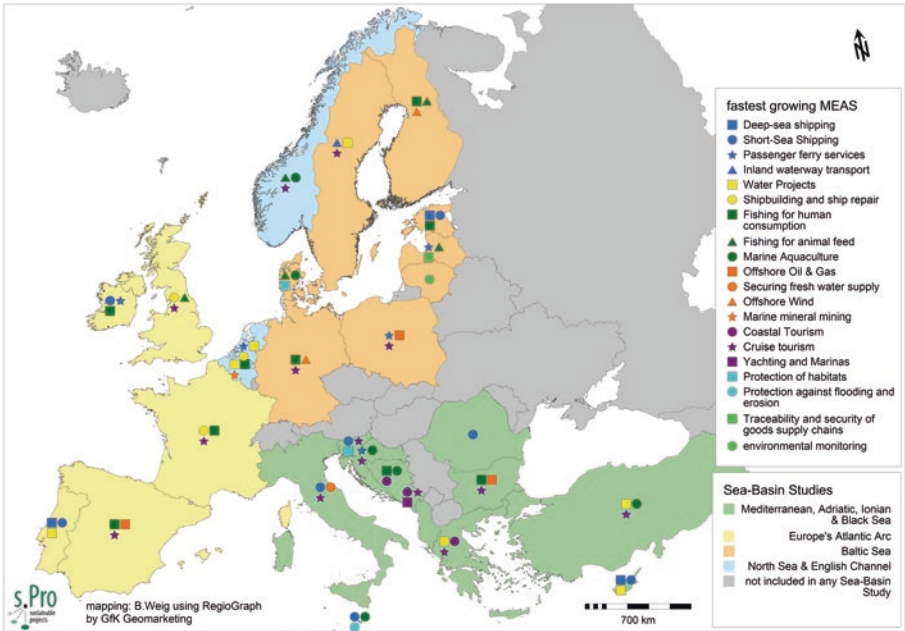 N
fastest growing MEAS
Deep-sea shipping
Short-Sea Shipping
Passenger ferry services
Inland waterway transport
Water Projects
Shipbuilding and ship repair
Fishing for human
consumption
Fishing for animal feed
Marine Aquaculture
Offshore Oil & Gas
Securing fresh water supply
Offshore Wind
Marine mineral mining
Coastal Tourism
Cruise tourism
Yachting and Marinas
Protection of habitats
Protection against flooding and
erosion
Traceability and security of
goods supply chains
environmental monitoring
Sea-Basin Studies
Mediterranean, Adriatic, Ionian
& Black Sea
Europe's Atlantic Arc
Baltic Sea
North Sea & English Channel
not included in any Sea-Basin
Study
s.Pro
sustainable
projects
mapping: B.Weig using RegioGraph
by GfK Geomarketing
700 km